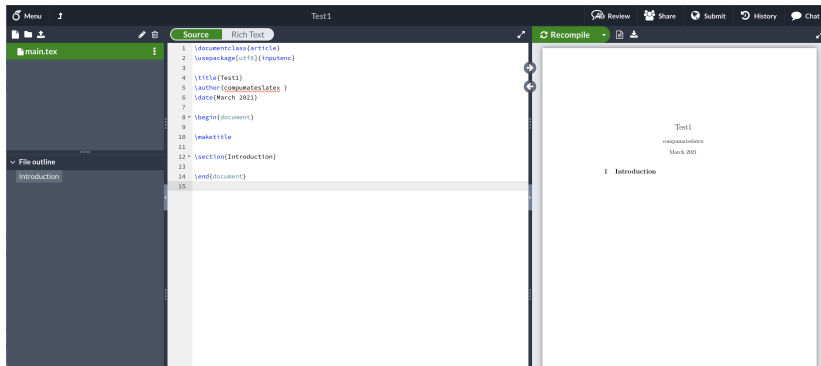 Menu
Test1
Review
Share
Submit
History
Chat
Source
Rich Text
Recompile
main.tex
File outline
Introduction
1 \documentclass{article}
2 \usepackage[utf8]{inputenc}
3
4 \title{Test1}
5 \author{compumateslatex }
6 \date{March 2021}
7
8 \begin{document}
9
10 \maketitle
11
12 \section{Introduction}
13
14 \end{document}
15
Test1
compumateslatex
March 2021
1 Introduction